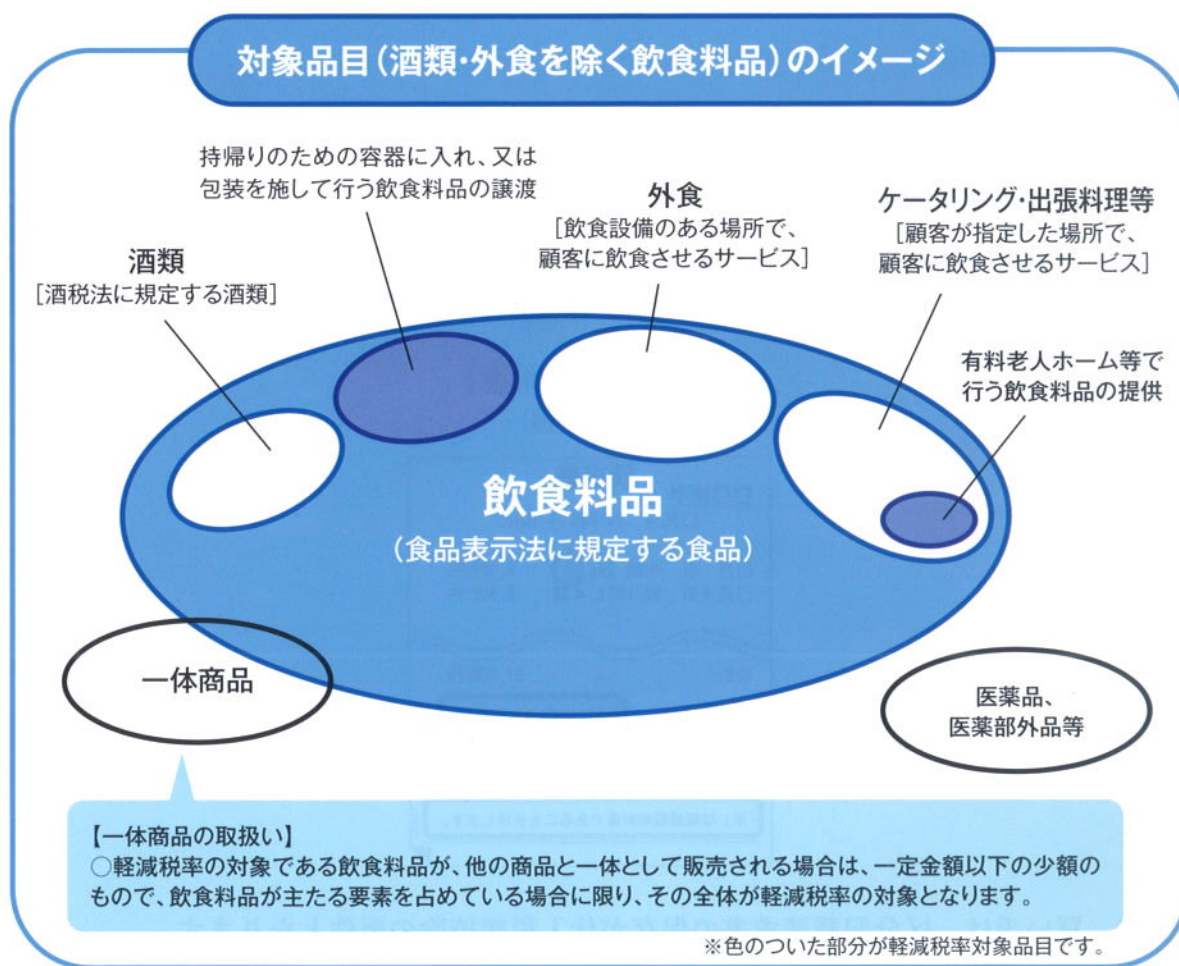 対象品目(酒類・外食を除く飲食料品)のイメージ
持帰りのための容器に入れ、又は
包装を施して行う飲食料品の譲渡
外食
[飲食設備のある場所で、
顧客に飲食させるサービス]
ケータリング・出張料理等
[顧客が指定した場所で、
顧客に飲食させるサービス]
酒類
[酒税法に規定する酒類]
有料老人ホーム等で
行う飲食料品の提供
飲食料品
(食品表示法に規定する食品)
一体商品
医薬品、
医薬部外品等
【一体商品の取扱い】
○軽減税率の対象である飲食料品が、他の商品と一体として販売される場合は、一定金額以下の少額の
もので、飲食料品が主たる要素を占めている場合に限り、その全体が軽減税率の対象となります。
※色のついた部分が軽減税率対象品目です。